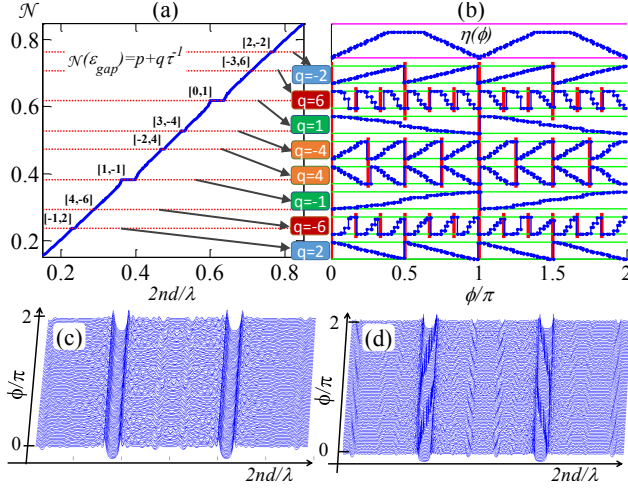 (a)
(b)
𝒩
0.8
0.6
0.4
0.2
𝒩(ε_gap)=p+qτ⁻¹
[2,-2]
[-3,6]
[0,1]
[3,-4]
[-2,4]
[1,-1]
[4,-6]
[-1,2]
0.2 0.4 0.6 0.8
2nd/λ
q=-2
q=6
q=1
q=-4
q=4
q=-1
q=-6
q=2
η(ϕ)
0 0.5 1 1.5 2
ϕ/π
(c)
2
ϕ/π
0
2nd/λ
(d)
2
ϕ/π
0
2nd/λ